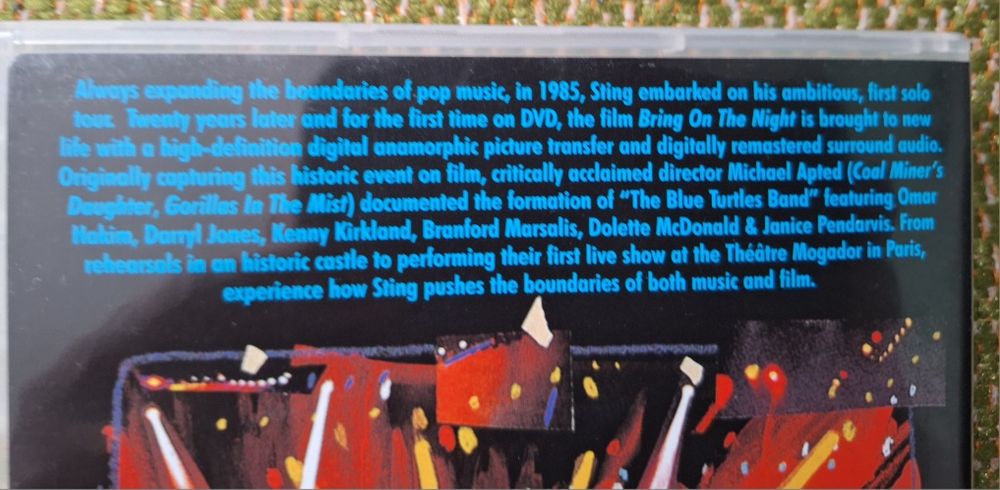 Always expanding the boundaries of pop music, in 1985, Sting embarked on his ambitious, first solo
tour. Twenty years later and for the first time on DVD, the film Bring On The Night is brought to new
life with a high-definition digital anamorphic picture transfer and digitally remastered surround audio.
Originally capturing this historic event on film, critically acclaimed director Michael Apted (Coal Miner's
Daughter, Gorillas In The Mist) documented the formation of "The Blue Turtles Band" featuring Omar
Hakim, Darryl Jones, Kenny Kirkland, Branford Marsalis, Dolette McDonald & Janice Pendarvis. From
rehearsals in an historic castle to performing their first live show at the Théâtre Mogador in Paris,
experience how Sting pushes the boundaries of both music and film.